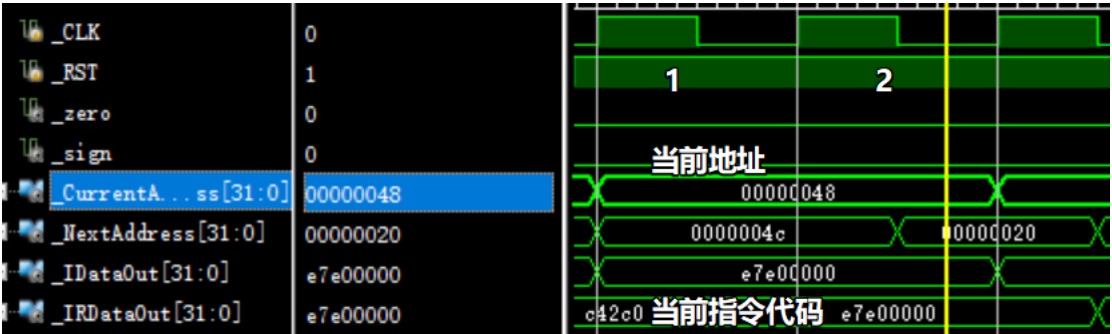 _CLK 0
_RST 1 1 2
_zero 0
_sign 0
当前地址
_CurrentA...ss[31:0] 00000048 00000048
_NextAddress[31:0] 00000020 0000004c 00000020
_IDataOut[31:0] e7e00000 e7e00000
_IRDataOut[31:0] e7e00000 c42c0 当前指令代码 e7e00000